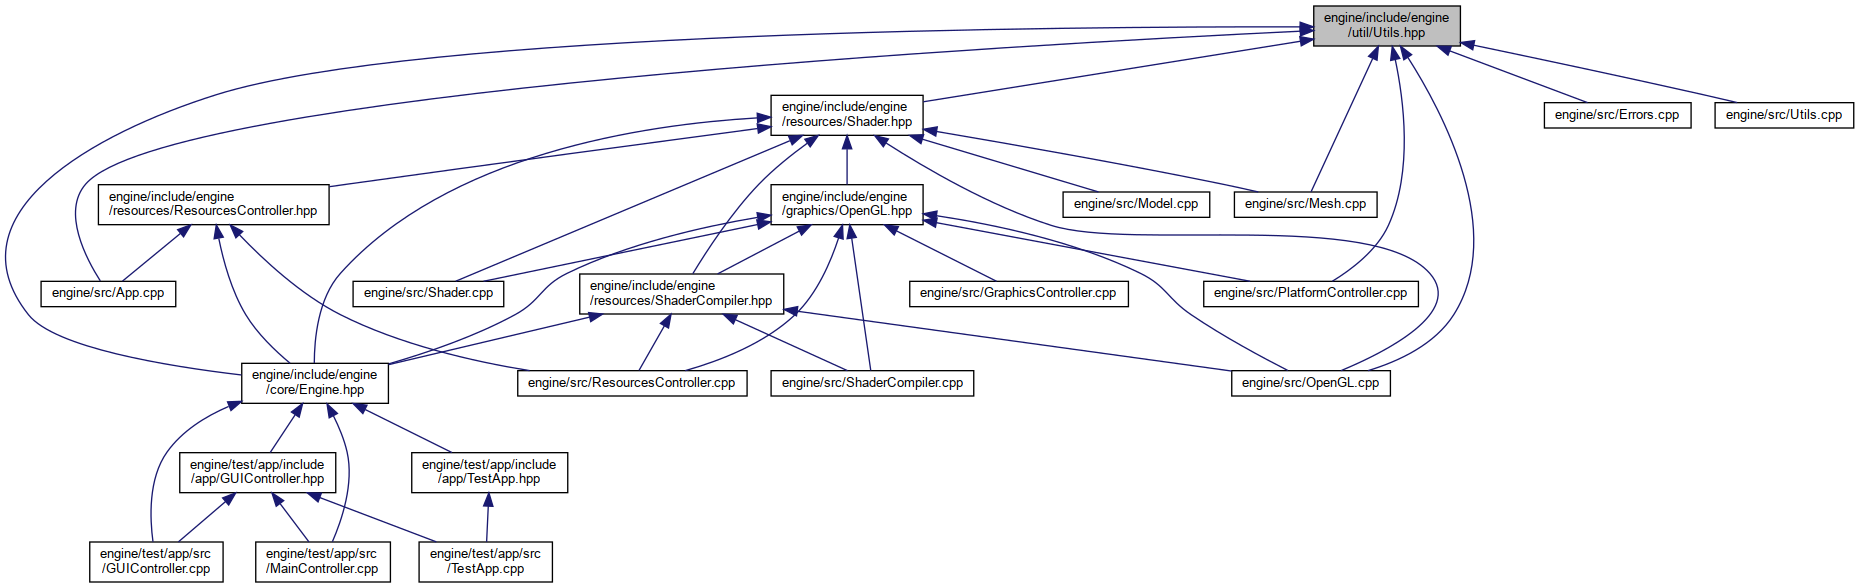 engine/include/engine
/util/Utils.hpp
engine/include/engine
/resources/Shader.hpp
engine/src/Errors.cpp
engine/src/Utils.cpp
engine/include/engine
/resources/ResourcesController.hpp
engine/include/engine
/graphics/OpenGL.hpp
engine/src/Model.cpp
engine/src/Mesh.cpp
engine/src/App.cpp
engine/src/Shader.cpp
engine/include/engine
/resources/ShaderCompiler.hpp
engine/src/GraphicsController.cpp
engine/src/PlatformController.cpp
engine/include/engine
/core/Engine.hpp
engine/src/ResourcesController.cpp
engine/src/ShaderCompiler.cpp
engine/src/OpenGL.cpp
engine/test/app/include
/app/GUIController.hpp
engine/test/app/include
/app/TestApp.hpp
engine/test/app/src
/GUIController.cpp
engine/test/app/src
/MainController.cpp
engine/test/app/src
/TestApp.cpp